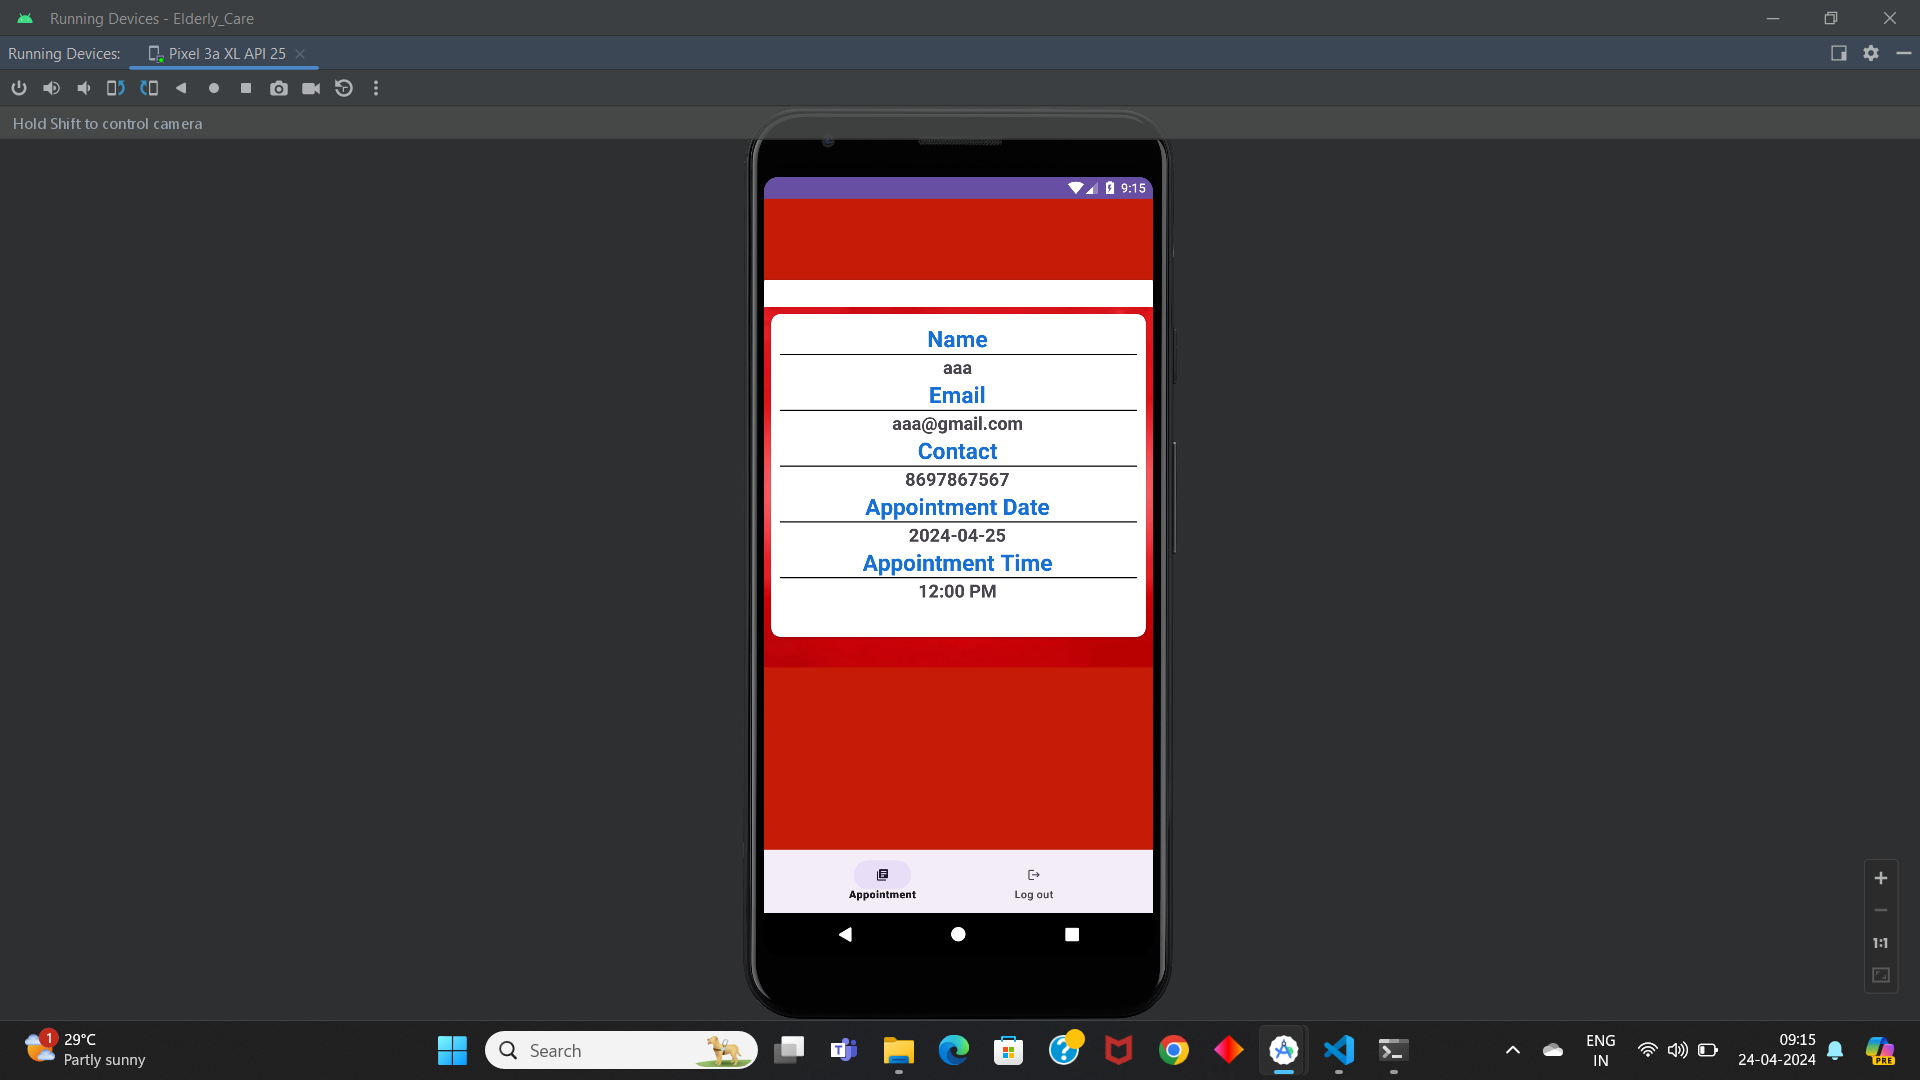 Running Devices - Elderly_Care
Running Devices: Pixel 3a XL API 25
Hold Shift to control camera
9:15
Name
aaa
Email
aaa@gmail.com
Contact
8697867567
Appointment Date
2024-04-25
Appointment Time
12:00 PM
Appointment Log out
1:1
1
29°C
Partly sunny
Search
ENG
IN
09:15
24-04-2024
PRE